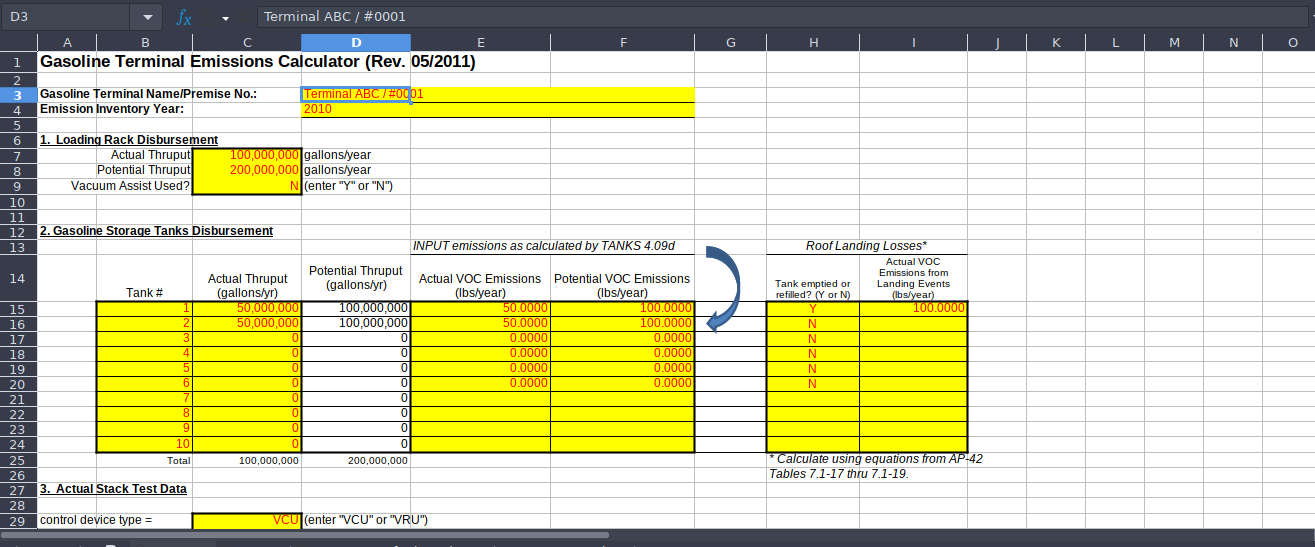 D3 fx Terminal ABC / #0001
A B C D E F G H I J K L M N O
1 Gasoline Terminal Emissions Calculator (Rev. 05/2011)
2
3 Gasoline Terminal Name/Premise No.: Terminal ABC / #0001
4 Emission Inventory Year: 2010
5
6 1. Loading Rack Disbursement
7 Actual Thruput 100,000,000 gallons/year
8 Potential Thruput 200,000,000 gallons/year
9 Vacuum Assist Used? N (enter "Y" or "N")
10
11
12 2. Gasoline Storage Tanks Disbursement
13 INPUT emissions as calculated by TANKS 4.09d Roof Landing Losses*
14 Tank # Actual Thruput (gallons/yr) Potential Thruput (gallons/yr) Actual VOC Emissions (lbs/year) Potential VOC Emissions (lbs/year) Tank emptied or refilled? (Y or N) Actual VOC Emissions from Landing Events (lbs/year)
15 1 50,000,000 100,000,000 50.0000 100.0000 Y 100.0000
16 2 50,000,000 100,000,000 50.0000 100.0000 N
17 3 0 0 0.0000 0.0000 N
18 4 0 0 0.0000 0.0000 N
19 5 0 0 0.0000 0.0000 N
20 6 0 0 0.0000 0.0000 N
21 7 0 0
22 8 0 0
23 9 0 0
24 10 0 0
25 Total 100,000,000 200,000,000 * Calculate using equations from AP-42
26 Tables 7.1-17 thru 7.1-19.
27 3. Actual Stack Test Data
28
29 control device type = VCU (enter "VCU" or "VRU")